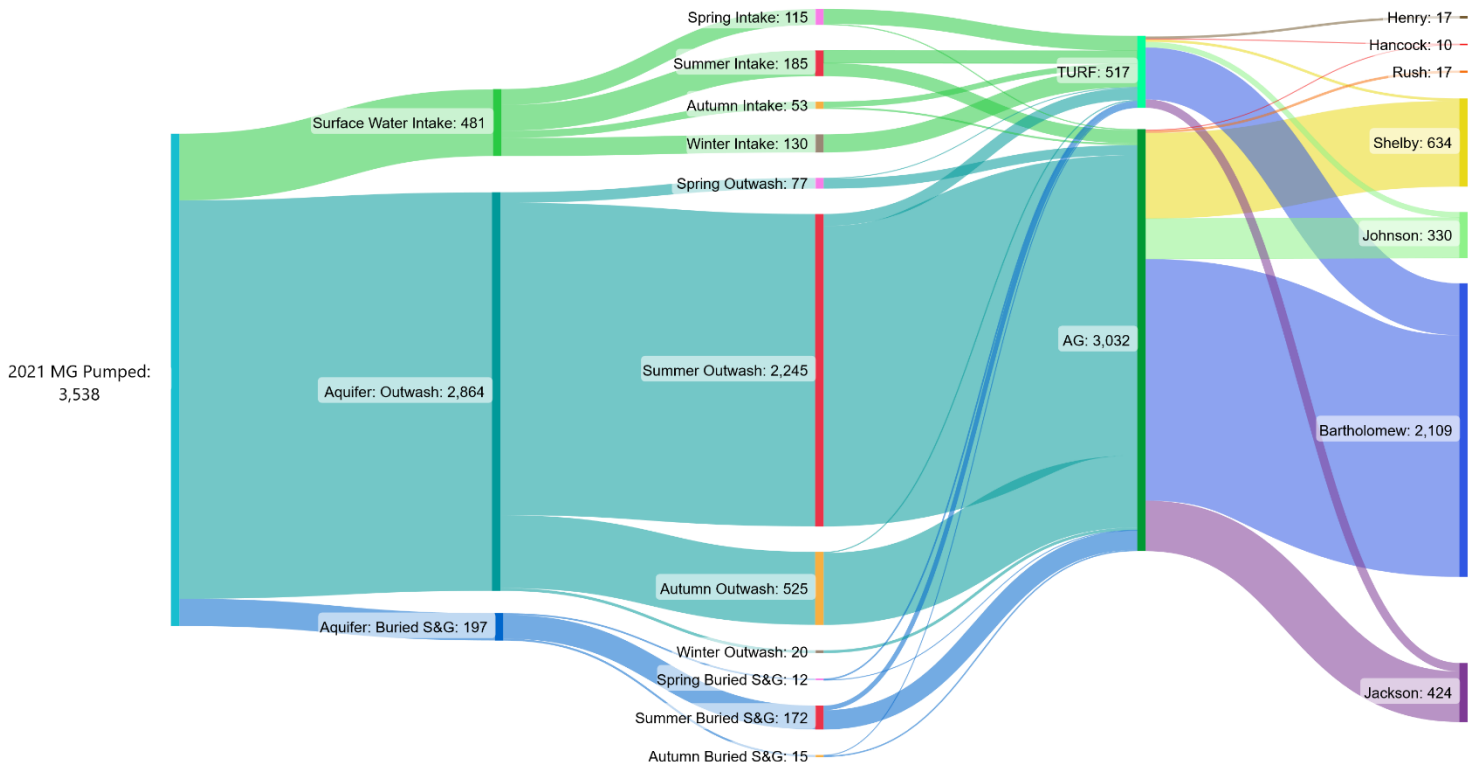 2021 MG Pumped:
3,538
Surface Water Intake: 481
Aquifer: Outwash: 2,864
Aquifer: Buried S&G: 197
Spring Intake: 115
Summer Intake: 185
Autumn Intake: 53
Winter Intake: 130
Spring Outwash: 77
Summer Outwash: 2,245
Autumn Outwash: 525
Winter Outwash: 20
Spring Buried S&G: 12
Summer Buried S&G: 172
Autumn Buried S&G: 15
TURF: 517
AG: 3,032
Henry: 17
Hancock: 10
Rush: 17
Shelby: 634
Johnson: 330
Bartholomew: 2,109
Jackson: 424